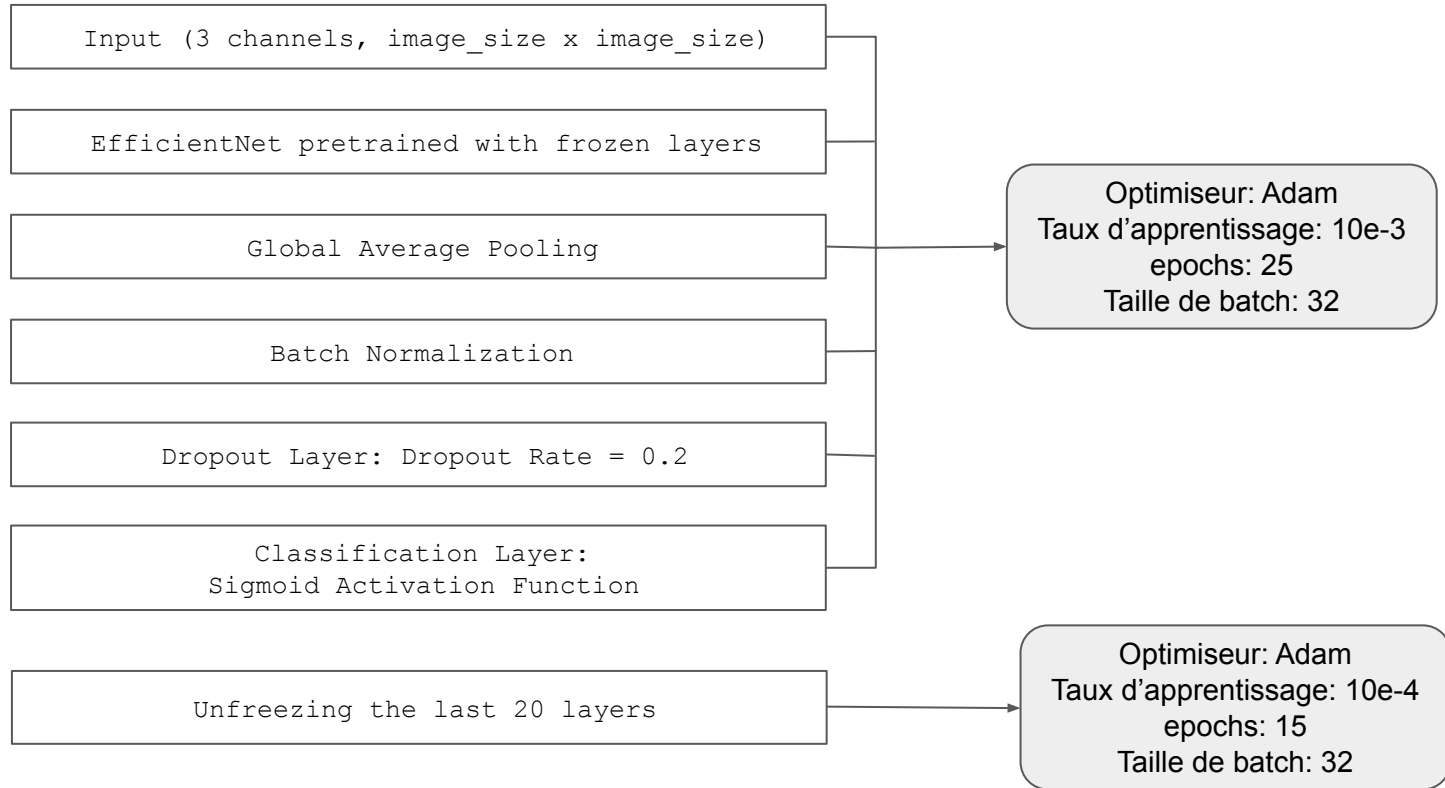 Input (3 channels, image_size x image_size)
EfficientNet pretrained with frozen layers
Global Average Pooling
Batch Normalization
Dropout Layer: Dropout Rate = 0.2
Classification Layer:
Sigmoid Activation Function
Optimiseur: Adam
Taux d’apprentissage: 10e-3
epochs: 25
Taille de batch: 32
Unfreezing the last 20 layers
Optimiseur: Adam
Taux d’apprentissage: 10e-4
epochs: 15
Taille de batch: 32